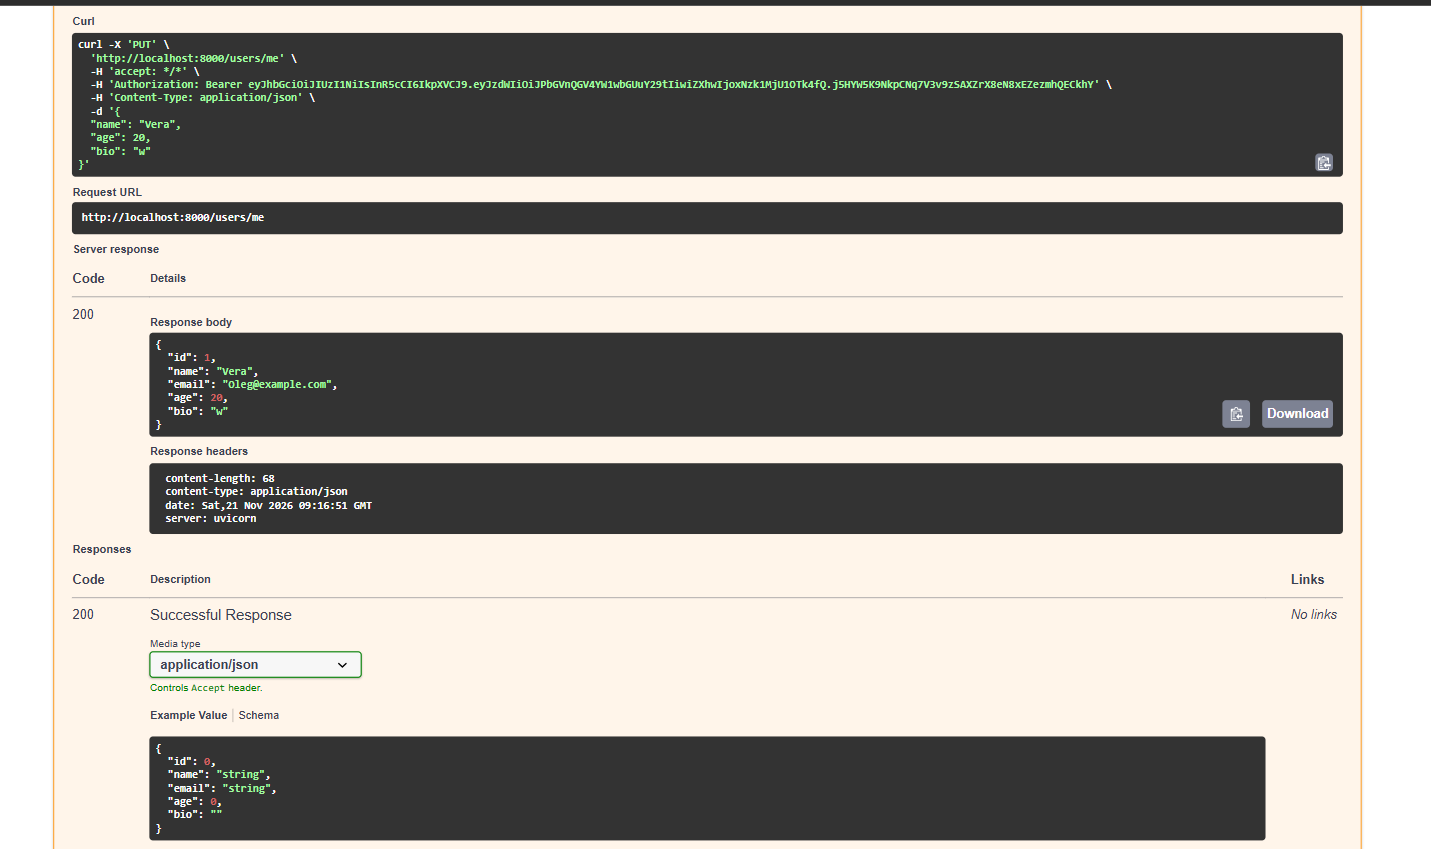 Curl
curl -X 'PUT' \
'http://localhost:8000/users/me' \
-H 'accept: */*' \
-H 'Authorization: Bearer eyJhbGciOiJIUzI1NiIsInR5cCI6IkpXVCJ9.eyJzdWIiOiJPbGVnQGV4YW1wbGUuY29tIiwiZXhwIjoxNzk1MjU1OTk4fQ.j5HYW5K9NkpCNq7V3v9zSAXZrX8eN8xEZezmhQECkhY' \
-H 'Content-Type: application/json' \
-d '{
"name": "Vera",
"age": 20,
"bio": "w"
}'
Request URL
http://localhost:8000/users/me
Server response
Code Details
200
Response body
{
"id": 1,
"name": "Vera",
"email": "Oleg@example.com",
"age": 20,
"bio": "w"
}
Download
Response headers
content-length: 68
content-type: application/json
date: Sat,21 Nov 2026 09:16:51 GMT
server: uvicorn
Responses
Code Description Links
200 Successful Response No links
Media type
application/json
Controls Accept header.
Example Value Schema
{
"id": 0,
"name": "string",
"email": "string",
"age": 0,
"bio": ""
}